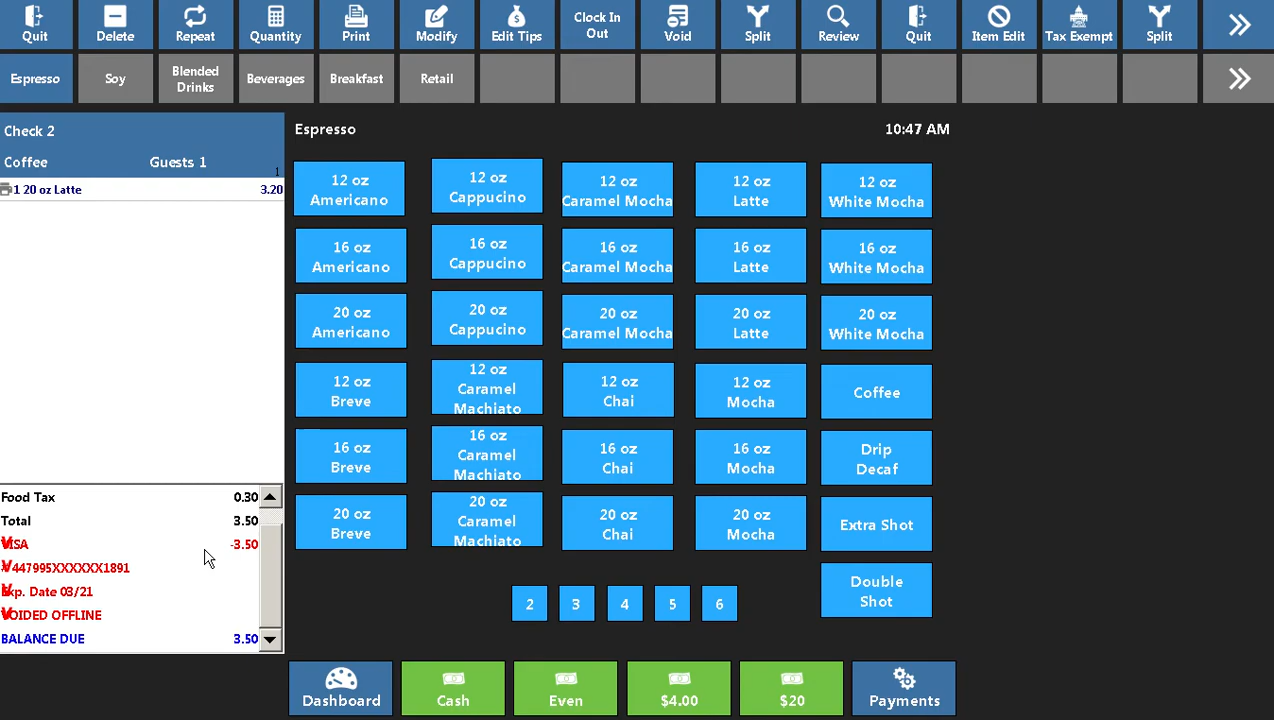 Quit
Delete
Repeat
Quantity
Print
Modify
Edit Tips
Clock In
Out
Void
Split
Review
Quit
Item Edit
Tax Exempt
Split
Espresso
Soy
Blended
Drinks
Beverages
Breakfast
Retail
Check 2
Coffee
Guests 1
1
1 20 oz Latte 3.20
Food Tax 0.30
Total 3.50
VISA -3.50
447995XXXXXX1891
Exp. Date 03/21
VOIDED OFFLINE
BALANCE DUE 3.50
Espresso
10:47 AM
12 oz
Americano
12 oz
Cappucino
12 oz
Caramel Mocha
12 oz
Latte
12 oz
White Mocha
16 oz
Americano
16 oz
Cappucino
16 oz
Caramel Mocha
16 oz
Latte
16 oz
White Mocha
20 oz
Americano
20 oz
Cappucino
20 oz
Caramel Mocha
20 oz
Latte
20 oz
White Mocha
12 oz
Breve
12 oz
Caramel
Machiato
12 oz
Chai
12 oz
Mocha
Coffee
16 oz
Breve
16 oz
Caramel
Machiato
16 oz
Chai
16 oz
Mocha
Drip
Decaf
20 oz
Breve
20 oz
Caramel
Machiato
20 oz
Chai
20 oz
Mocha
Extra Shot
Double
Shot
2
3
4
5
6
Dashboard
Cash
Even
$4.00
$20
Payments